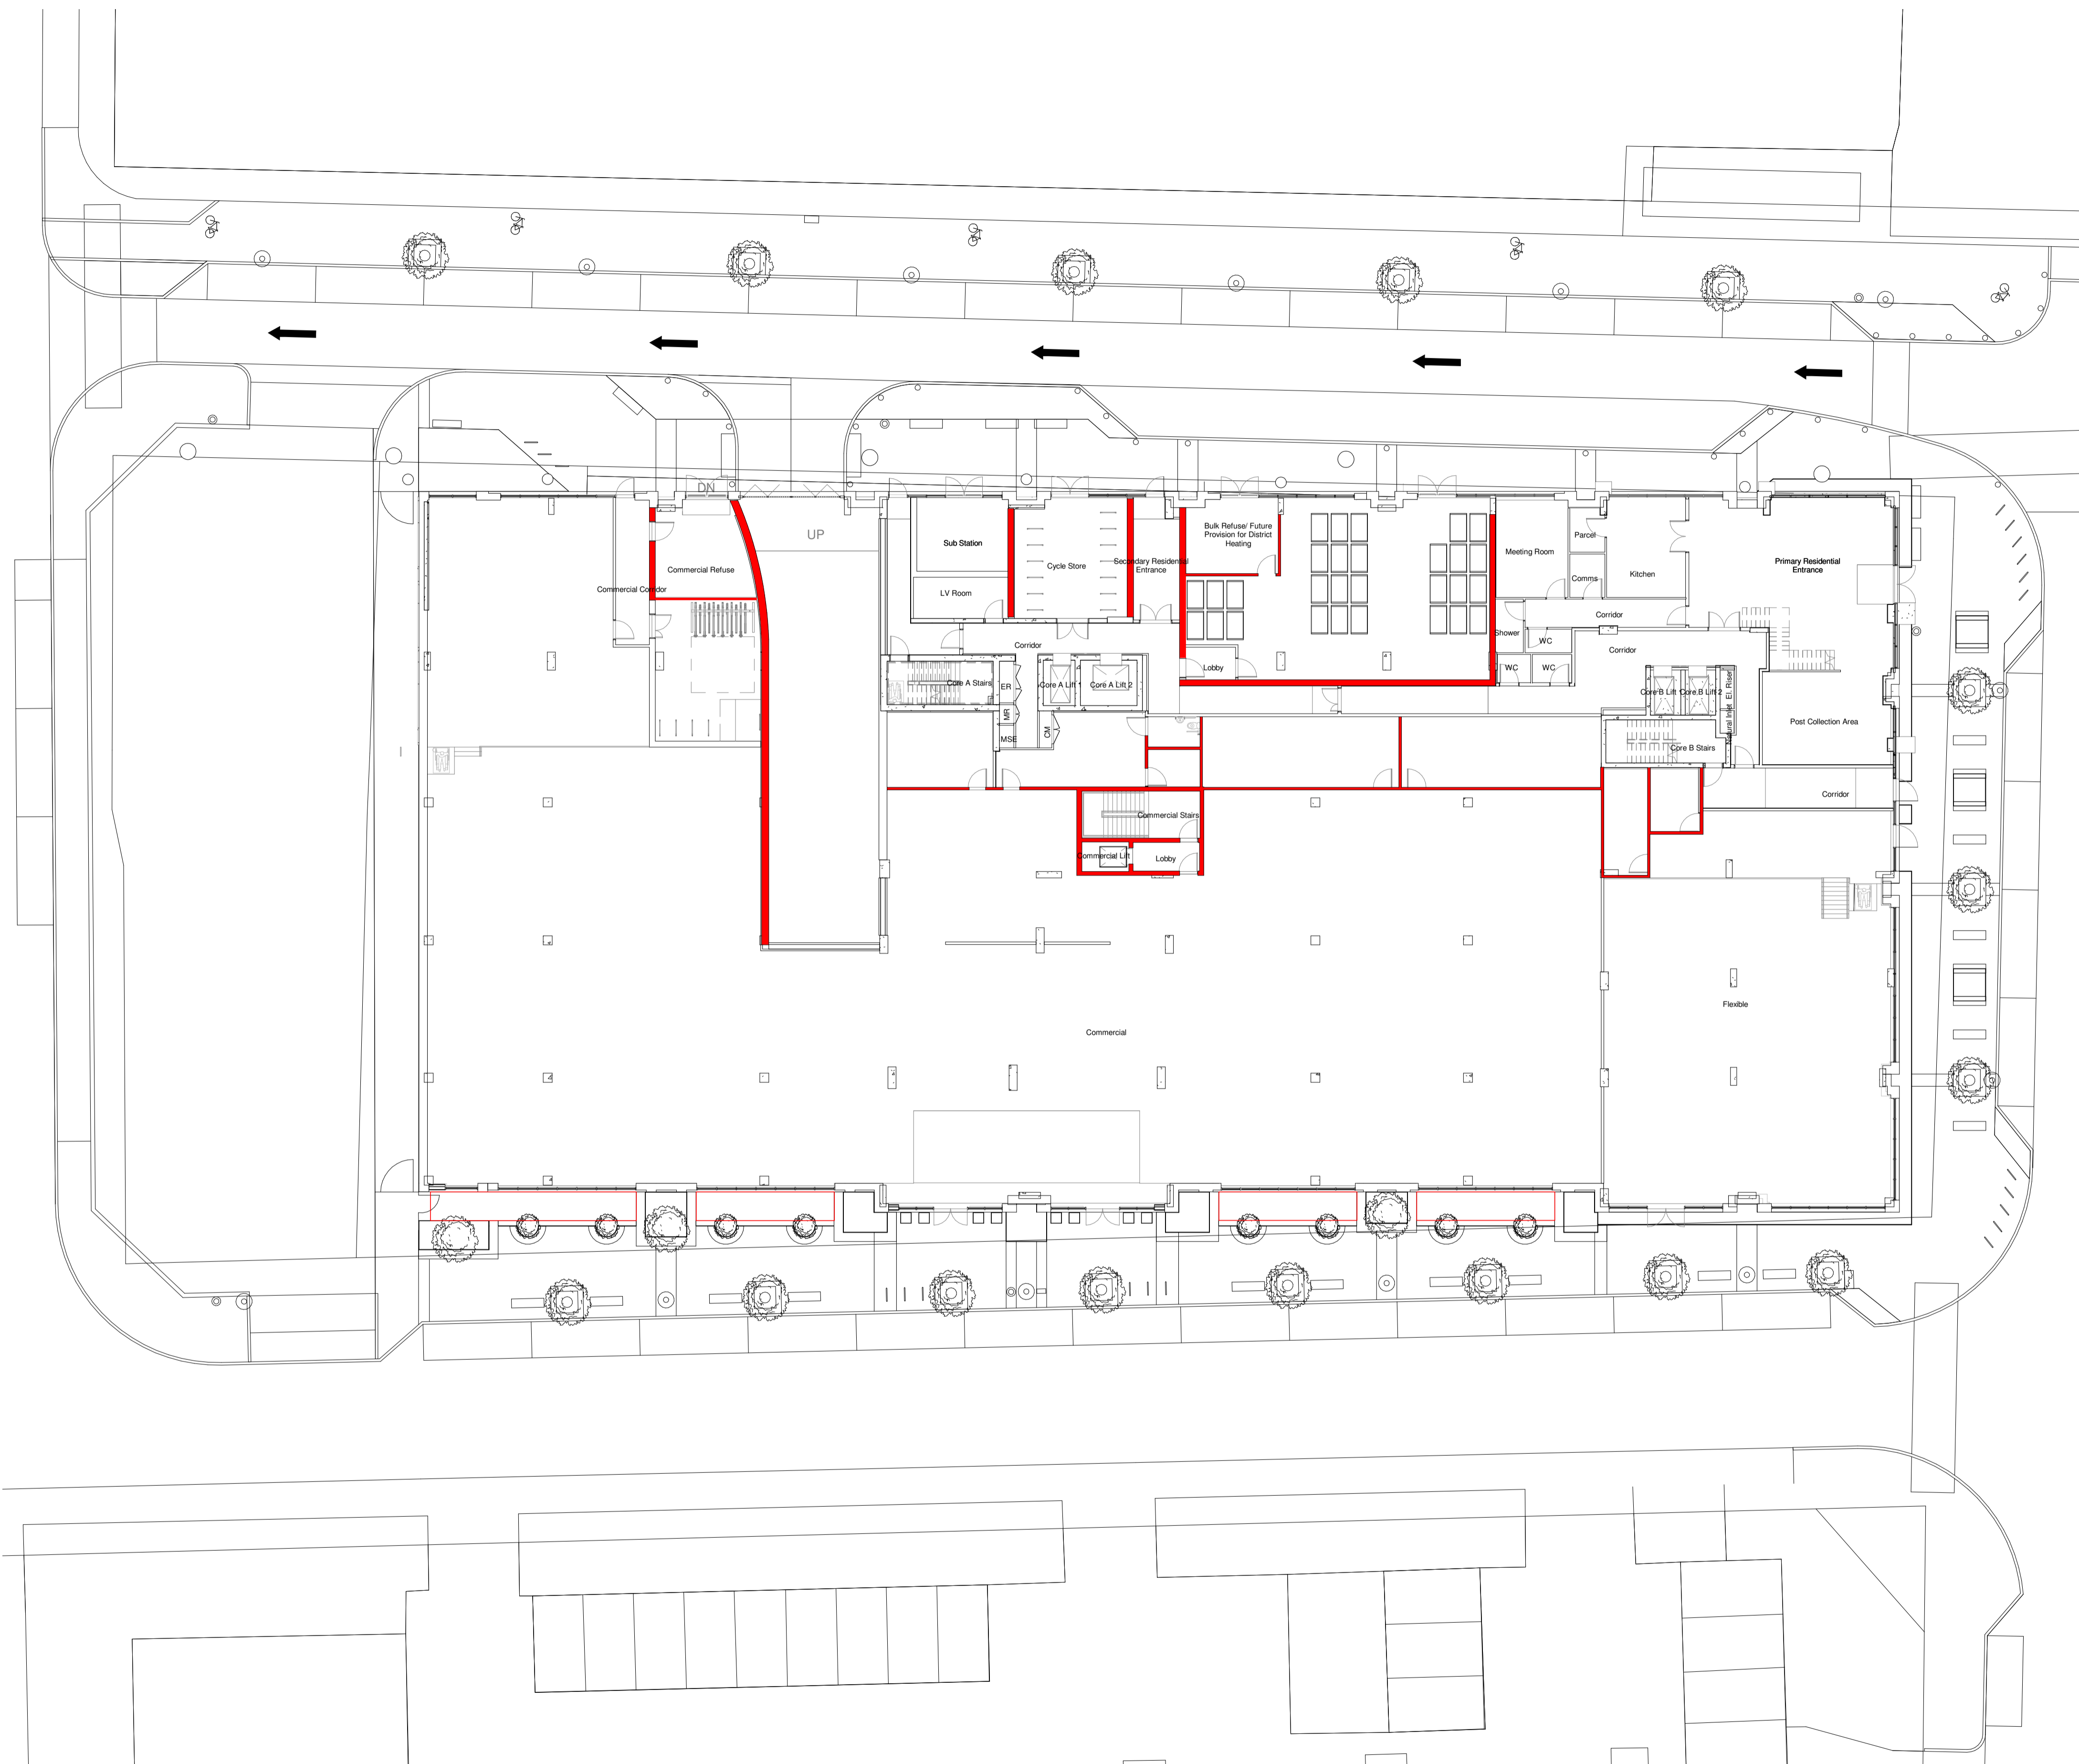 DN
UP
Bulk Refuse/ Future
Provision for District
Heating
Sub Station
Parcel
Meeting Room
Primary Residential
Entrance
Secondary Residential
Entrance
Cycle Store
Commercial Refuse
Kitchen
Comms
Commercial Corridor
LV Room
Corridor
Shower
WC
Corridor
Corridor
Lobby
WC
WC
Core A Stairs
ER
Core A Lift 1
Core A Lift 2
Core B Lift
Core B Lift 2
El. Riser
Natural Inlet
MR
CM
MSE
Post Collection Area
Core B Stairs
Corridor
Commercial Stairs
Commercial Lift
Lobby
Flexible
Commercial